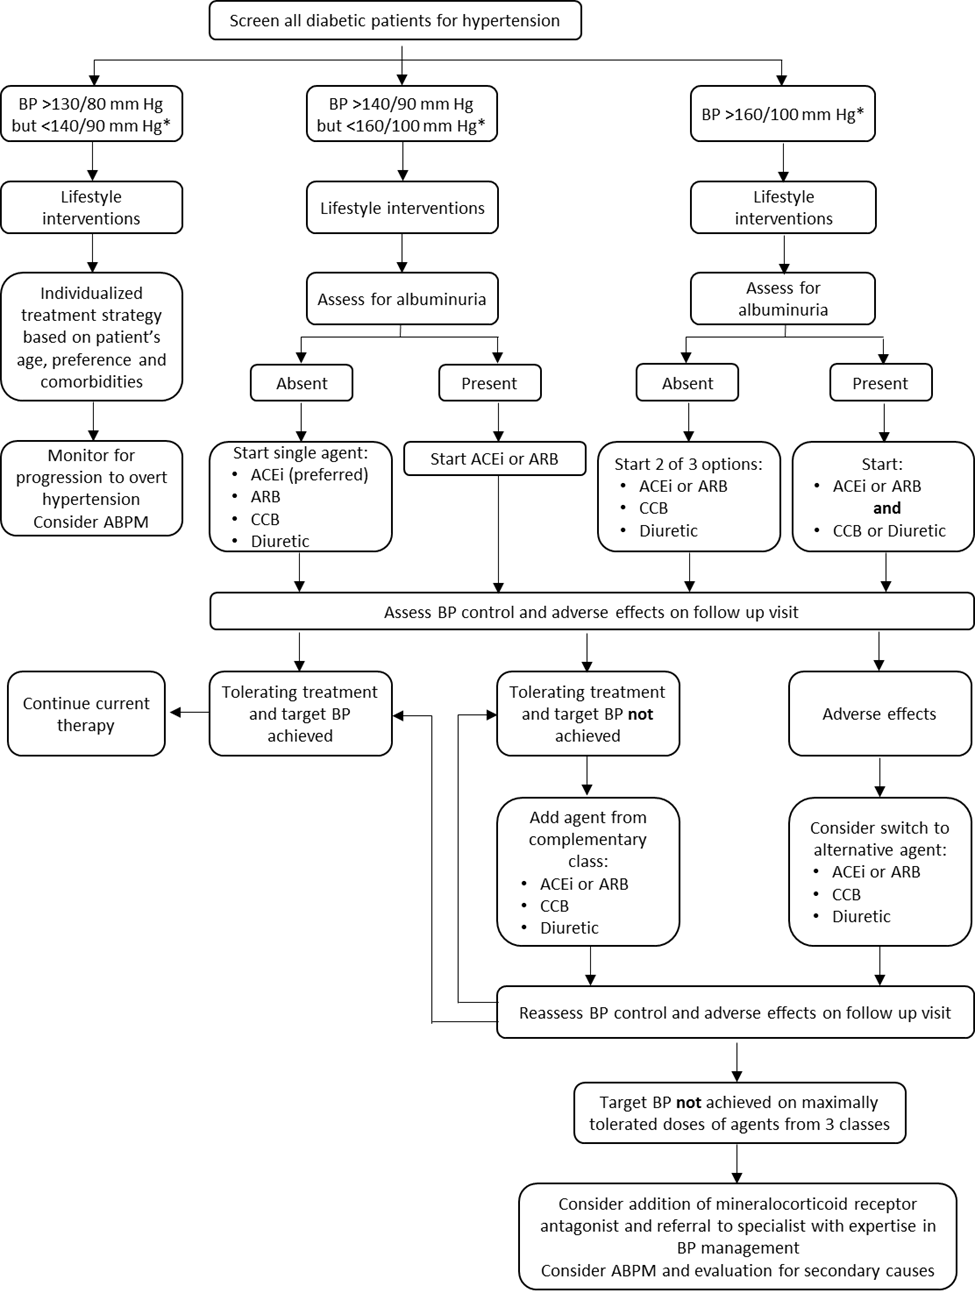 Screen all diabetic patients for hypertension
BP >130/80 mm Hg
but <140/90 mm Hg*
BP >140/90 mm Hg
but <160/100 mm Hg*
BP >160/100 mm Hg*
Lifestyle
interventions
Lifestyle interventions
Lifestyle
interventions
Individualized
treatment strategy
based on patient's
age, preference and
comorbidities
Assess for albuminuria
Assess for
albuminuria
Absent
Present
Absent
Present
Monitor for
progression to overt
hypertension
Consider ABPM
Start single agent:
• ACEi (preferred)
• ARB
• CCB
• Diuretic
Start ACEi or ARB
Start 2 of 3 options:
• ACEi or ARB
• CCB
• Diuretic
Start:
• ACEi or ARB
and
• CCB or Diuretic
Assess BP control and adverse effects on follow up visit
Continue current
therapy
Tolerating treatment
and target BP
achieved
Tolerating treatment
and target BP not
achieved
Adverse effects
Add agent from
complementary
class:
• ACEi or ARB
• CCB
• Diuretic
Consider switch to
alternative agent:
• ACEi or ARB
• CCB
• Diuretic
Reassess BP control and adverse effects on follow up visit
Target BP not achieved on maximally
tolerated doses of agents from 3 classes
Consider addition of mineralocorticoid receptor
antagonist and referral to specialist with expertise in
BP management
Consider ABPM and evaluation for secondary causes